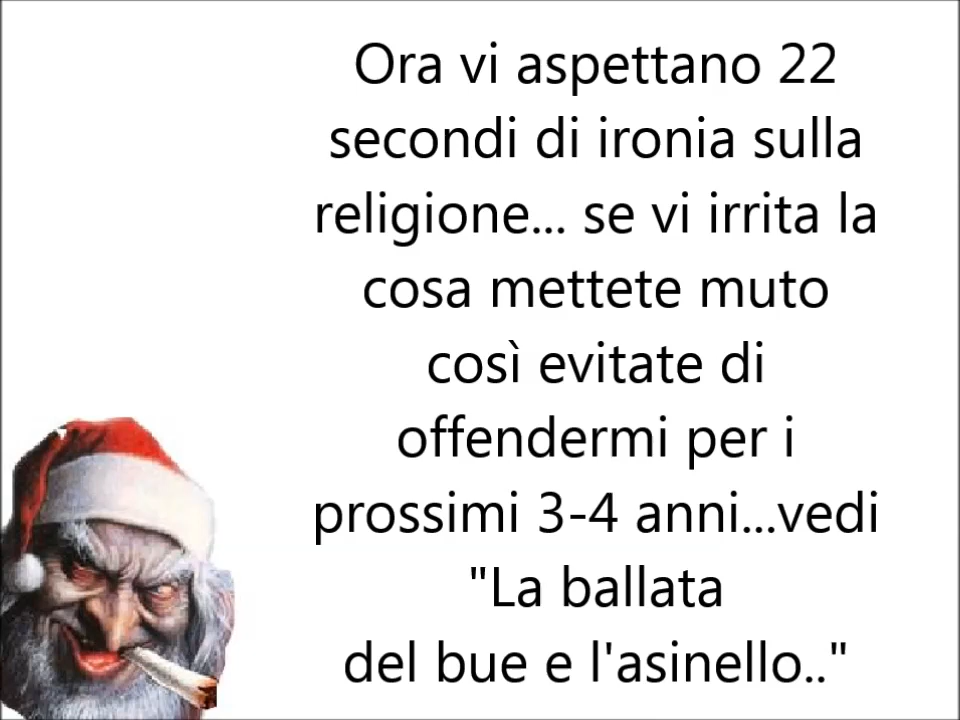 Ora vi aspettano 22
secondi di ironia sulla
religione... se vi irrita la
cosa mettete muto
così evitate di
offendermi per i
prossimi 3-4 anni...vedi
"La ballata
del bue e l'asinello.."